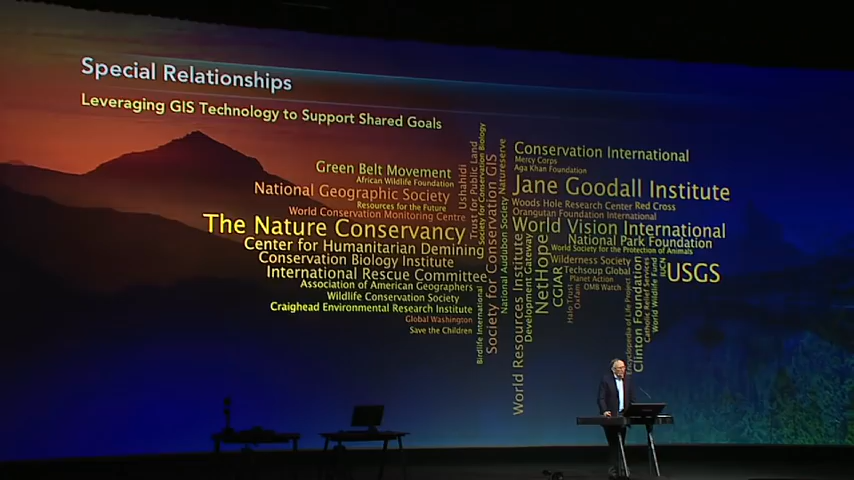 Special Relationships
Leveraging GIS Technology to Support Shared Goals
Green Belt Movement
African Wildlife Foundation
National Geographic Society
Resources for the Future
World Conservation Monitoring Centre
The Nature Conservancy
Center for Humanitarian Demining
Conservation Biology Institute
International Rescue Committee
Association of American Geographers
Wildlife Conservation Society
Craighead Environmental Research Institute
Global Washington
Save the Children
Ushahidi
Trust for Public Land
Society for Conservation Biology
Birdlife International
Society for Conservation GIS
National Audubon Society
Natureserve
Conservation International
Mercy Corps
Aga Khan Foundation
Jane Goodall Institute
Woods Hole Research Center
Red Cross
Orangutan Foundation International
World Vision International
National Park Foundation
World Society for the Protection of Animals
Wilderness Society
Techsoup Global
Planet Action
OMB Watch
USGS
World Resources Institute
Development Gateway
NetHope
CGIAR
Halo Trust
Oxfam
Encyclopedia of Life Project
Clinton Foundation
Catholic Relief Services
World Wildlife Fund
IUCN